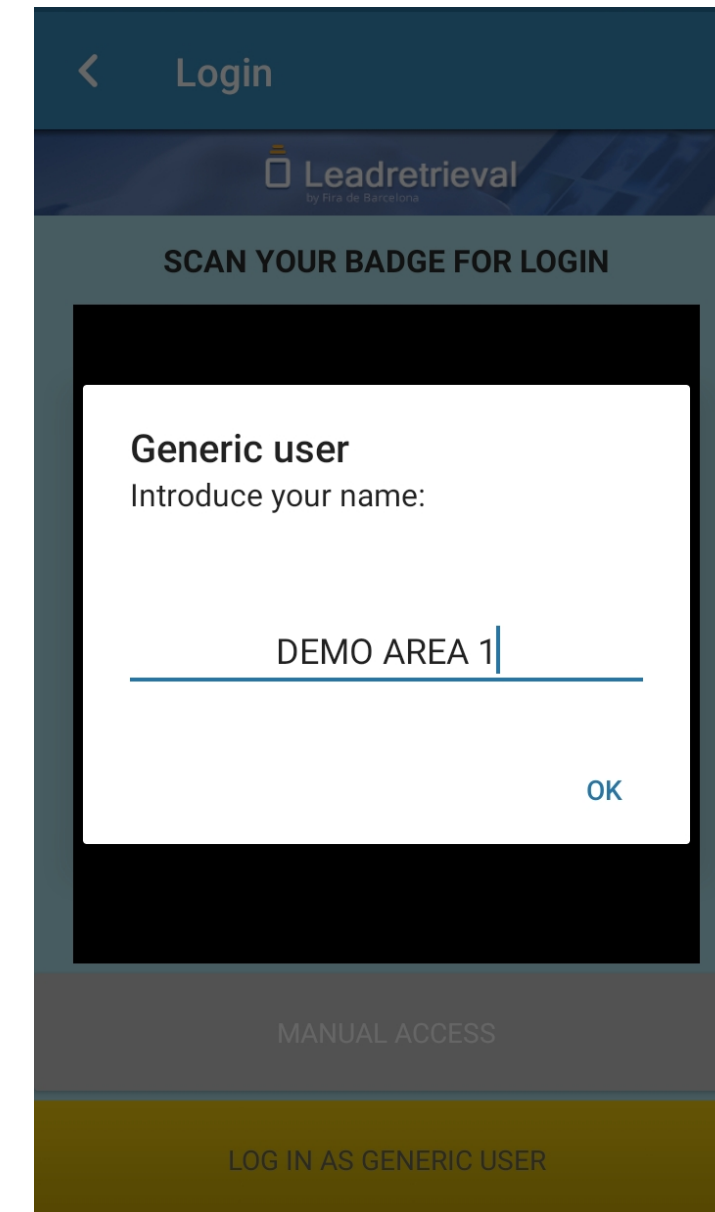 Login
Leadretrieval
by Fira de Barcelona
SCAN YOUR BADGE FOR LOGIN
Generic user
Introduce your name:
DEMO AREA 1
OK
MANUAL ACCESS
LOG IN AS GENERIC USER